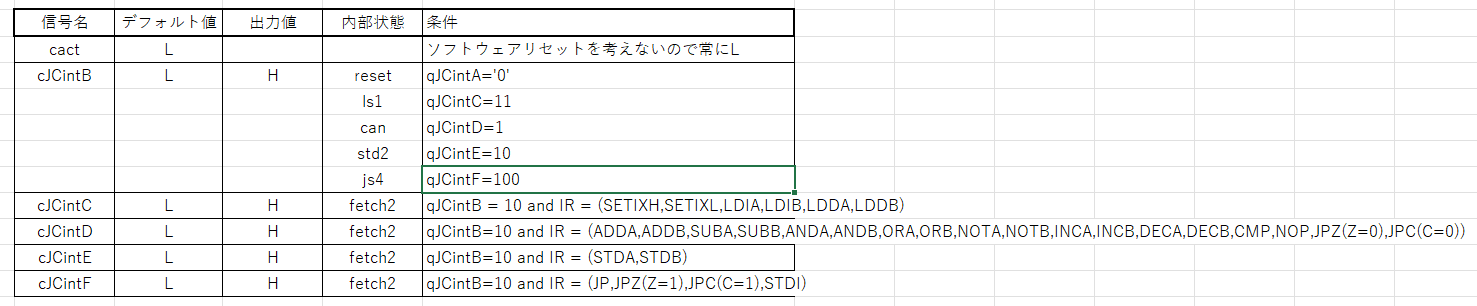 信号名 デフォルト値 出力値 内部状態 条件
cact L ソフトウェアリセットを考えないので常にL
cJCintB L H reset qJCintA='0'
ls1 qJCintC=11
can qJCintD=1
std2 qJCintE=10
js4 qJCintF=100
cJCintC L H fetch2 qJCintB = 10 and IR = (SETIXH,SETIXL,LDIA,LDIB,LDDA,LDDB)
cJCintD L H fetch2 qJCintB=10 and IR = (ADDA,ADDB,SUBA,SUBB,ANDA,ANDB,ORA,ORB,NOTA,NOTB,INCA,INCB,DECA,DECB,CMP,NOP,JPZ(Z=0),JPC(C=0))
cJCintE L H fetch2 qJCintB=10 and IR = (STDA,STDB)
cJCintF L H fetch2 qJCintB=10 and IR = (JP,JPZ(Z=1),JPC(C=1),STDI)